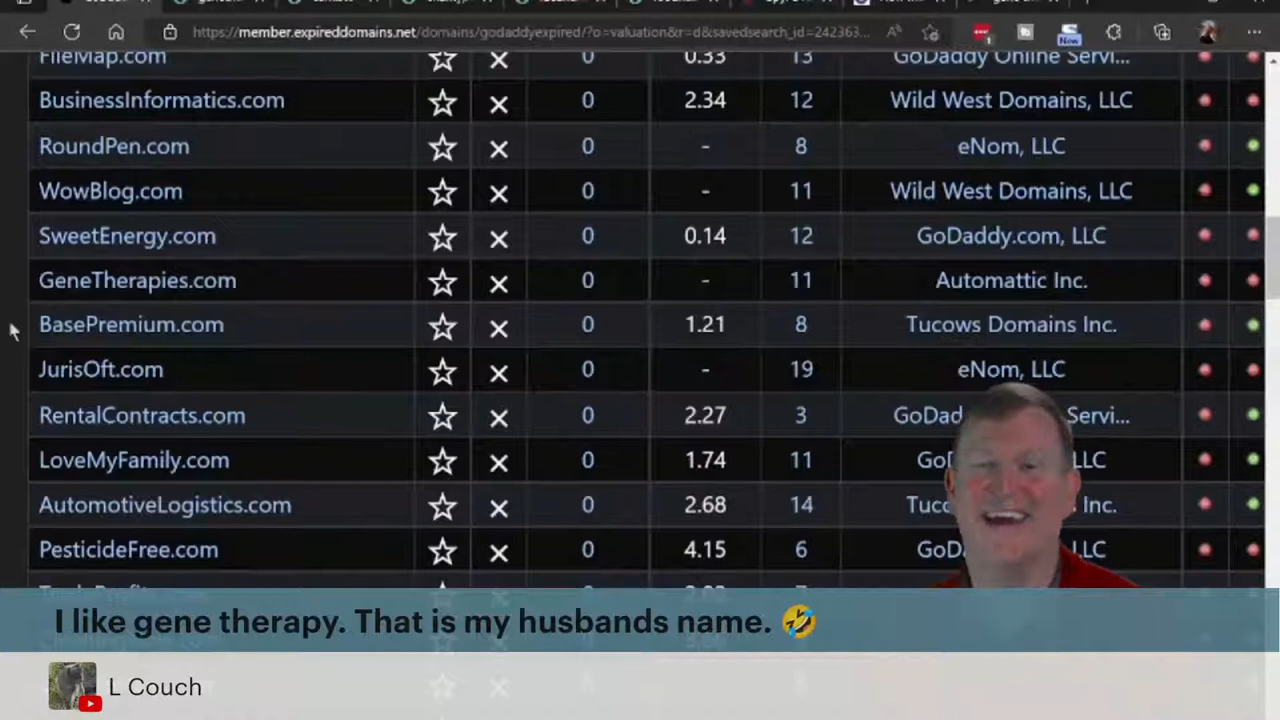 https://member.expireddomains.net/domains/godaddyexpired/?o=valuation&r=d&savedsearch_id=242363...
Now
FileMap.com 0 0.33 13 GoDaddy Online Servi...
BusinessInformatics.com 0 2.34 12 Wild West Domains, LLC
RoundPen.com 0 - 8 eNom, LLC
WowBlog.com 0 - 11 Wild West Domains, LLC
SweetEnergy.com 0 0.14 12 GoDaddy.com, LLC
GeneTherapies.com 0 - 11 Automattic Inc.
BasePremium.com 0 1.21 8 Tucows Domains Inc.
JurisOft.com 0 - 19 eNom, LLC
RentalContracts.com 0 2.27 3 GoDad Servi...
LoveMyFamily.com 0 1.74 11 GoD LLC
AutomotiveLogistics.com 0 2.68 14 Tuc Inc.
PesticideFree.com 0 4.15 6 GoD LLC
I like gene therapy. That is my husbands name. 🤣
L Couch